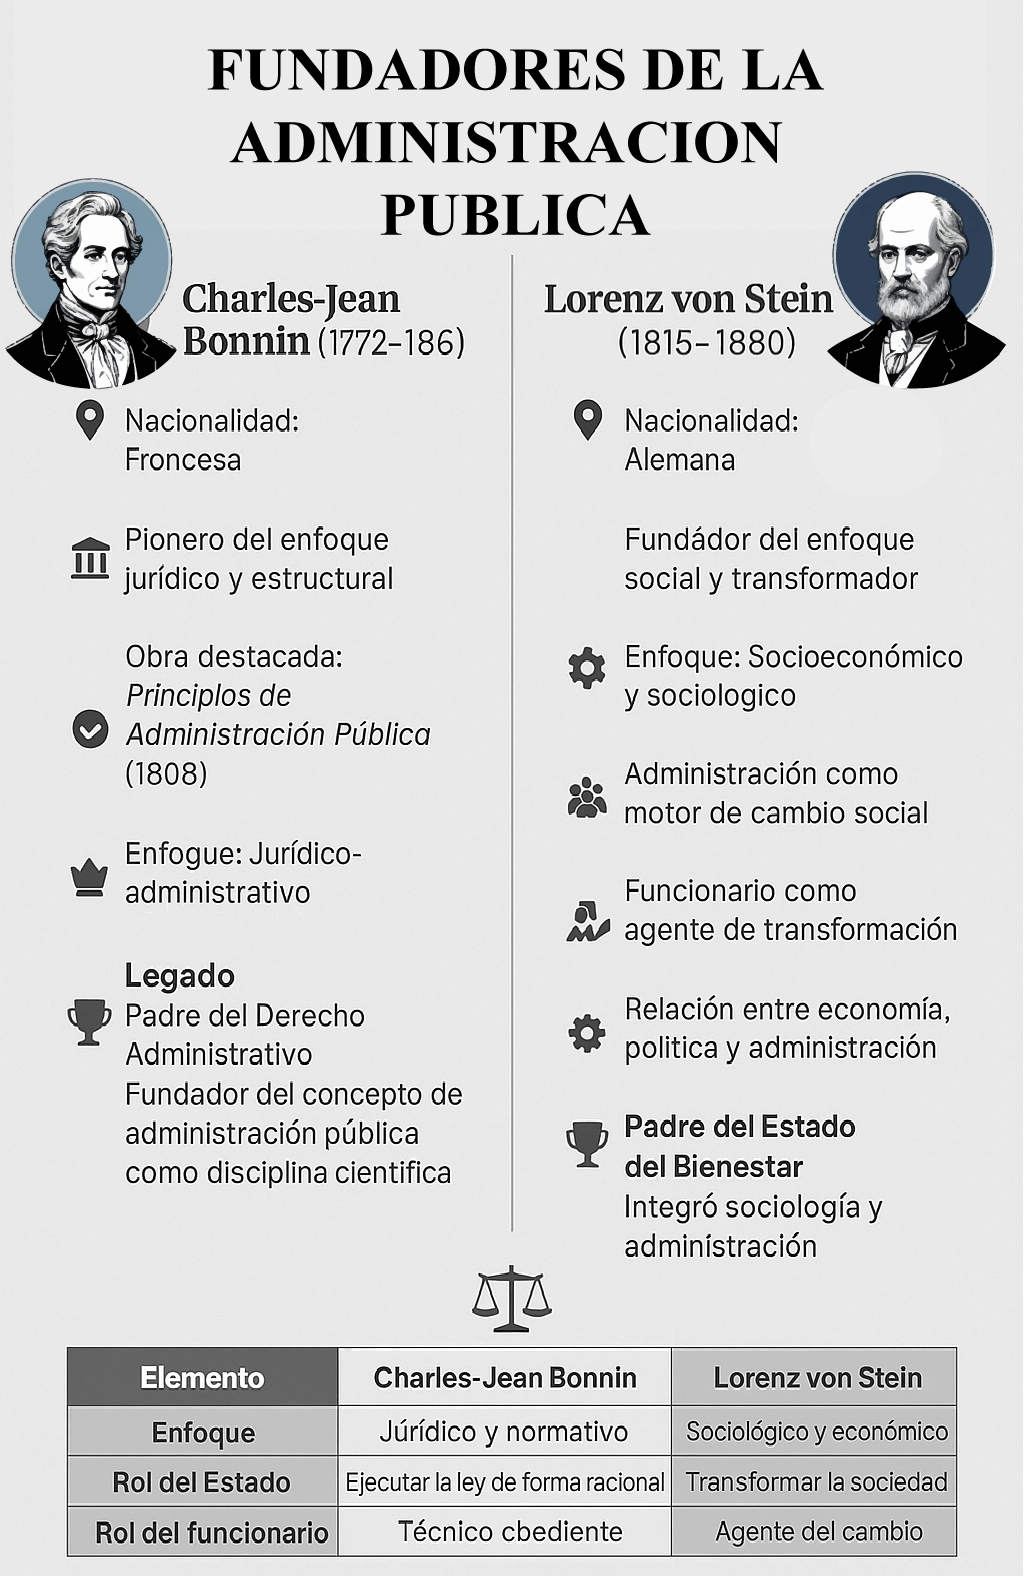 FUNDADORES DE LA
ADMINISTRACION
PUBLICA
Charles-Jean
Bonnin (1772–186)
Nacionalidad:
Froncesa
Pionero del enfoque
jurídico y estructural
Obra destacada:
Principlos de
Administración Pública
(1808)
Enfogue: Jurídico-
administrativo
Legado
Padre del Derecho
Administrativo
Fundador del concepto de
administración pública
como disciplina cientifica
Lorenz von Stein
(1815–1880)
Nacionalidad:
Alemana
Fundádor del enfoque
social y transformador
Enfoque: Socioeconómico
y sociologico
Administración como
motor de cambio social
Funcionario como
agente de transformación
Relación entre economía,
politica y administración
Padre del Estado
del Bienestar
Integró sociología y
adminístración
Elemento Charles-Jean Bonnin Lorenz von Stein
Enfoque Júrídico y normativo Sociológico y económico
Rol del Estado Ejecutar la ley de forma racional Transformar la sociedad
Rol del funcionario Técnico cbediente Agente del cambio